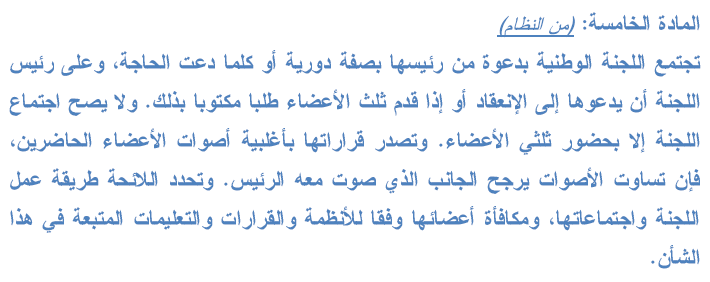 المادة الخامسة: (من النظام)
تجتمع اللجنة الوطنية بدعوة من رئيسها بصفة دورية أو كلما دعت الحاجة، وعلى رئيس
اللجنة أن يدعوها إلى الإنعقاد أو إذا قدم ثلث الأعضاء طلبا مكتوبا بذلك. ولا يصح اجتماع
اللجنة إلا بحضور ثلثي الأعضاء. وتصدر قراراتها بأغلبية أصوات الأعضاء الحاضرين،
فإن تساوت الأصوات يرجح الجانب الذي صوت معه الرئيس. وتحدد اللائحة طريقة عمل
اللجنة واجتماعاتها، ومكافأة أعضائها وفقا للأنظمة والقرارات والتعليمات المتبعة في هذا
الشأن.